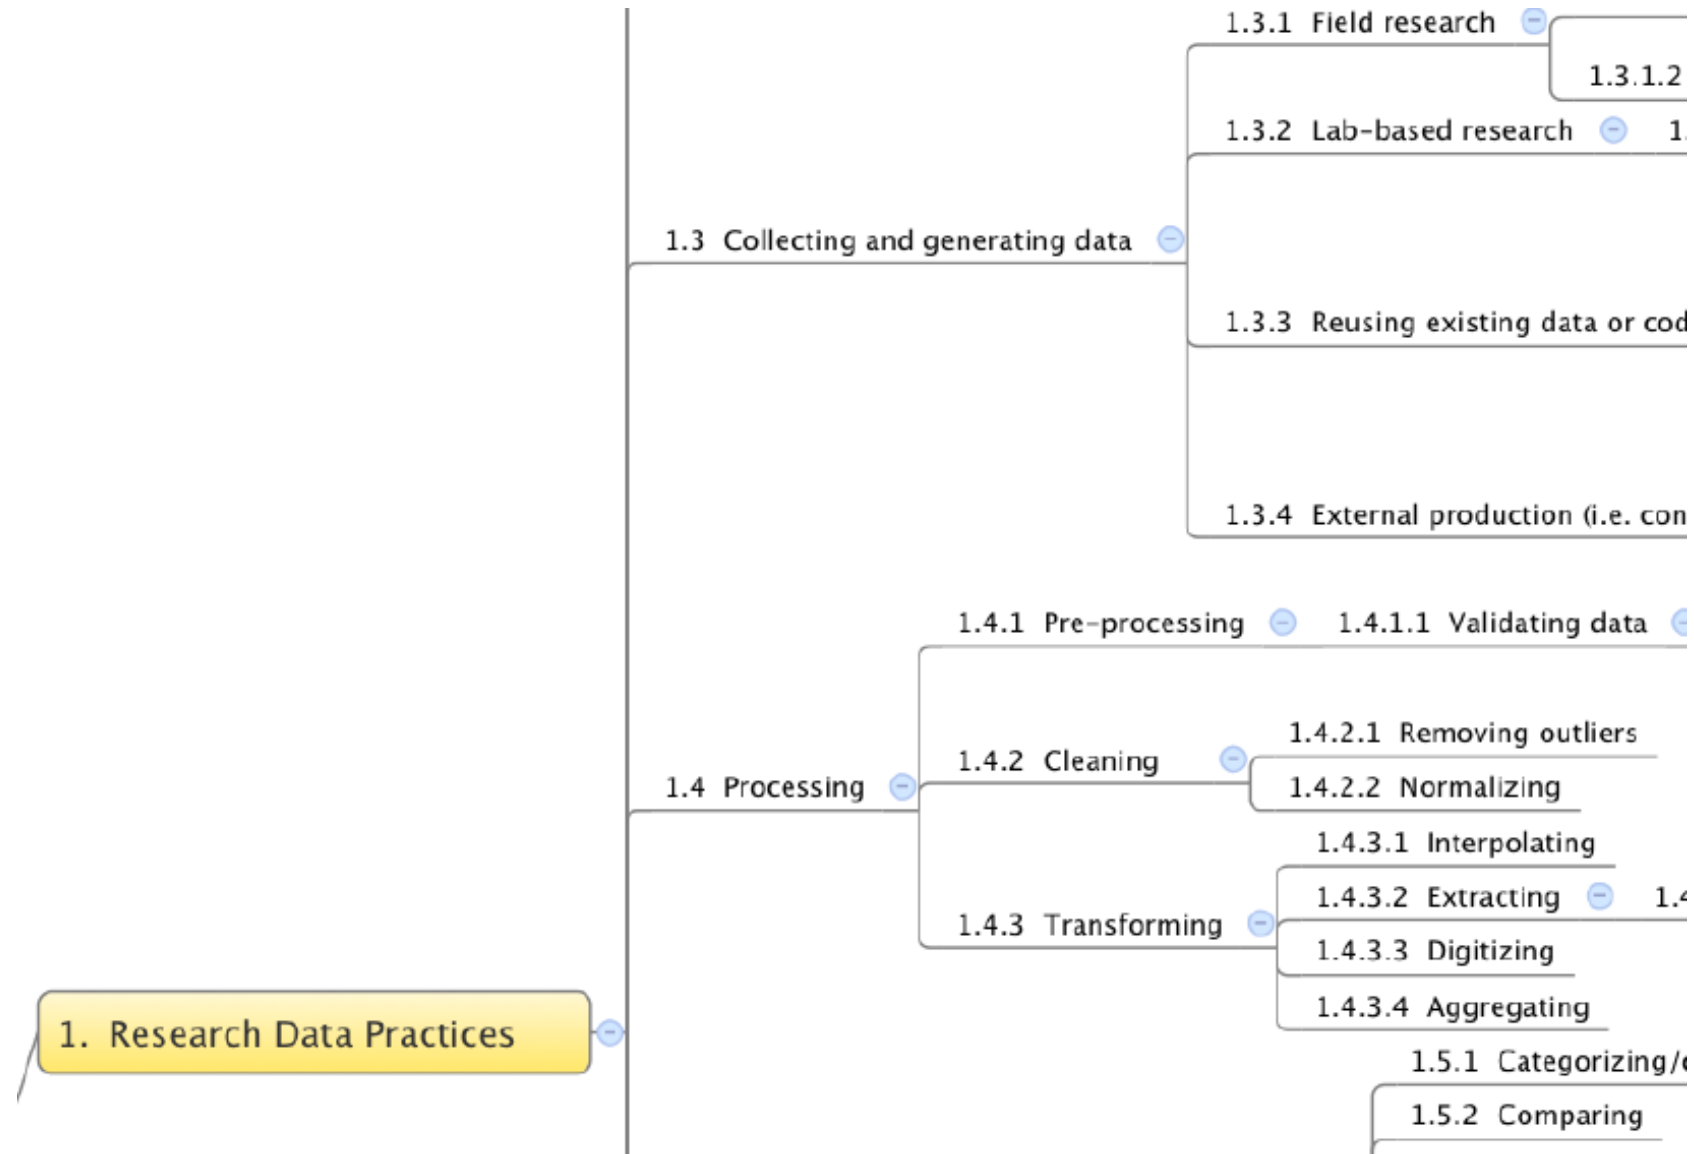 1.3.1 Field research
1.3.1.2
1.3.2 Lab-based research
1.3 Collecting and generating data
1.3.3 Reusing existing data or
1.3.4 External production (i.e.
1.4.1 Pre-processing 1.4.1.1 Validating data
1.4.2.1 Removing outliers
1.4.2 Cleaning
1.4 Processing
1.4.2.2 Normalizing
1.4.3.1 Interpolating
1.4.3.2 Extracting
1.4.3 Transforming
1.4.3.3 Digitizing
1.4.3.4 Aggregating
1. Research Data Practices
1.5.1 Categorizing/
1.5.2 Comparing